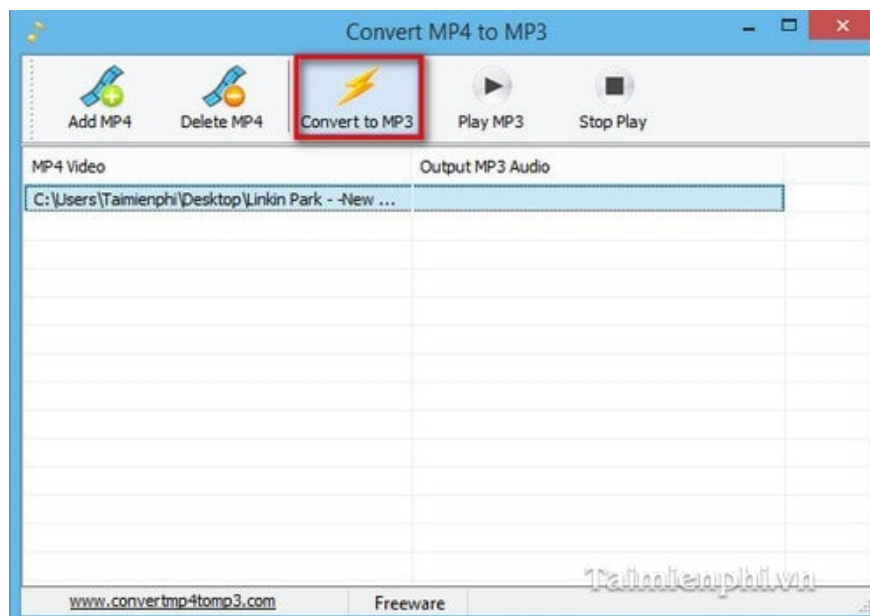 Convert MP4 to MP3
Add MP4 Delete MP4 Convert to MP3 Play MP3 Stop Play
MP4 Video Output MP3 Audio
C:\Users\Taimienphi\Desktop\Linkin Park - -New ...
Taimienphi.vn
www.convertmp4tomp3.com Freeware